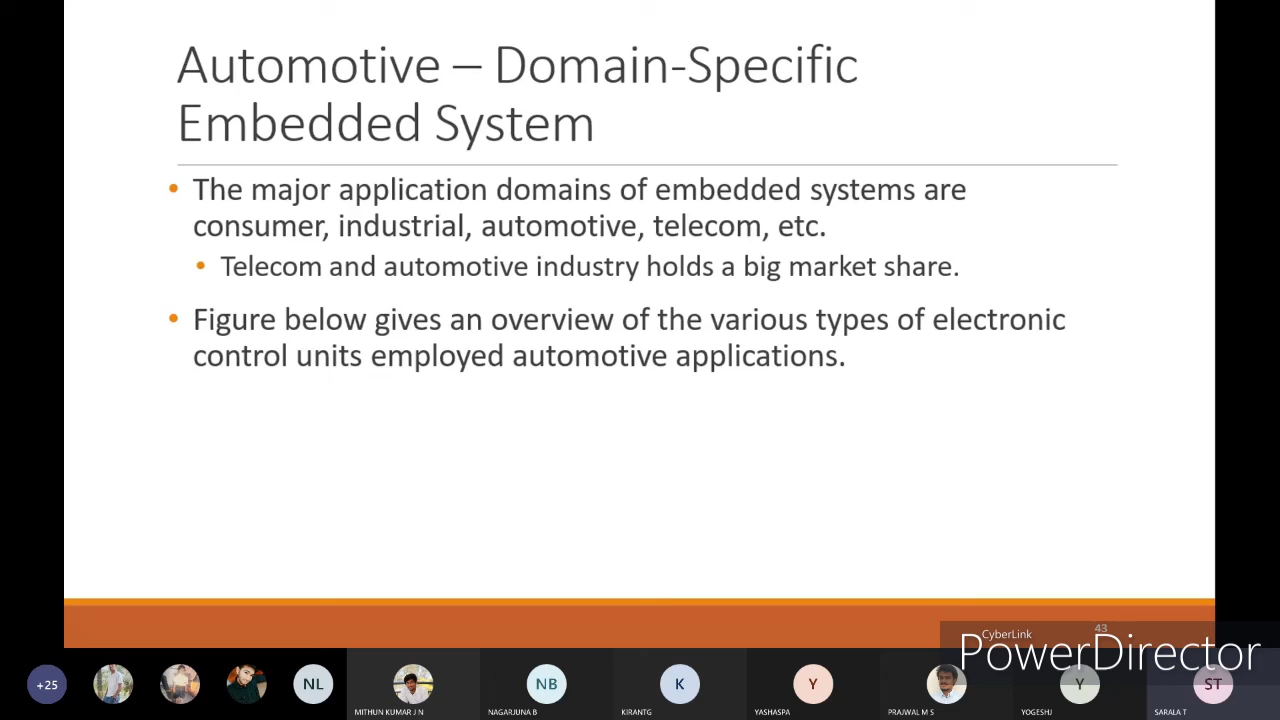 Automotive – Domain-Specific
Embedded System
• The major application domains of embedded systems are
consumer, industrial, automotive, telecom, etc.
• Telecom and automotive industry holds a big market share.
• Figure below gives an overview of the various types of electronic
control units employed automotive applications.
43
CyberLink
PowerDirector
+25
NL
NB
K
Y
Y
ST
MITHUN KUMAR J N
NAGARJUNA B
KIRANTG
YASHASPA
PRAJWAL M S
YOGESHJ
SARALA T